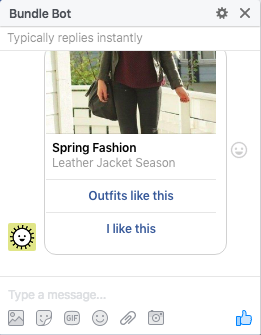 Bundle Bot
Typically replies instantly
Spring Fashion
Leather Jacket Season
Outfits like this
I like this
Type a message...
GIF